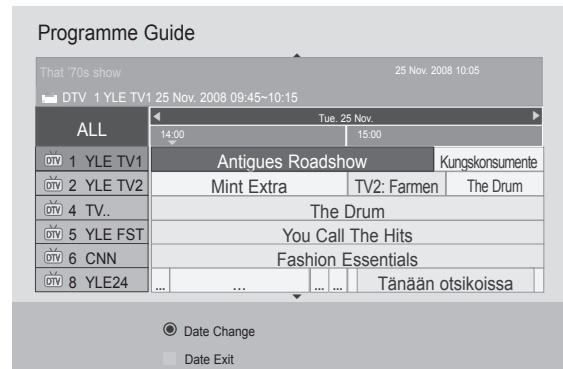 Programme Guide
That '70s show 25 Nov. 2008 10:05
DTV 1 YLE TV1 25 Nov. 2008 09:45~10:15
ALL
Tue. 25 Nov.
14:00 15:00
DTV 1 YLE TV1 Antigues Roadshow Kungskonsumente
DTV 2 YLE TV2 Mint Extra TV2: Farmen The Drum
DTV 4 TV.. The Drum
DTV 5 YLE FST You Call The Hits
DTV 6 CNN Fashion Essentials
DTV 8 YLE24 ... ... ... ... Tänään otsikoissa
Date Change
Date Exit